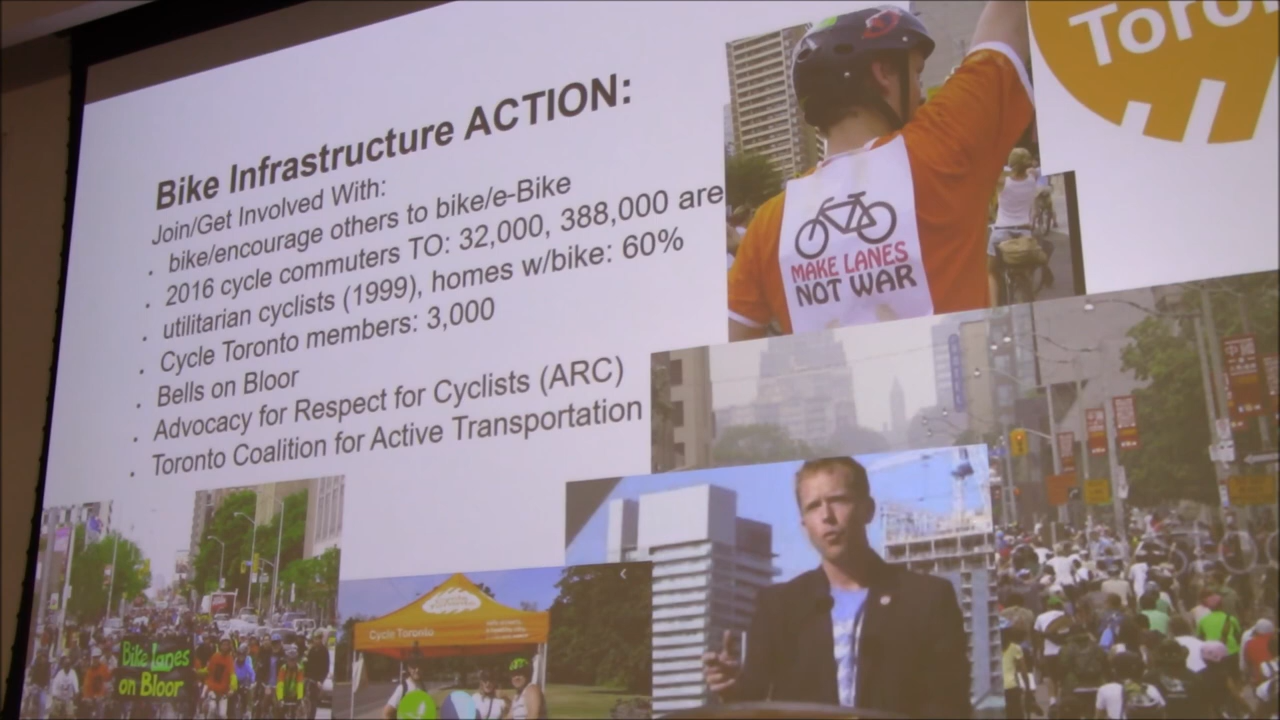 Bike Infrastructure ACTION:
Join/Get Involved With:
· bike/encourage others to bike/e-Bike
· 2016 cycle commuters TO: 32,000, 388,000 are
· utilitarian cyclists (1999), homes w/bike: 60%
· Cycle Toronto members: 3,000
· Bells on Bloor
· Advocacy for Respect for Cyclists (ARC)
· Toronto Coalition for Active Transportation
MAKE LANES
NOT WAR
Toro
Cycle Toronto
Bike lanes
on Bloor